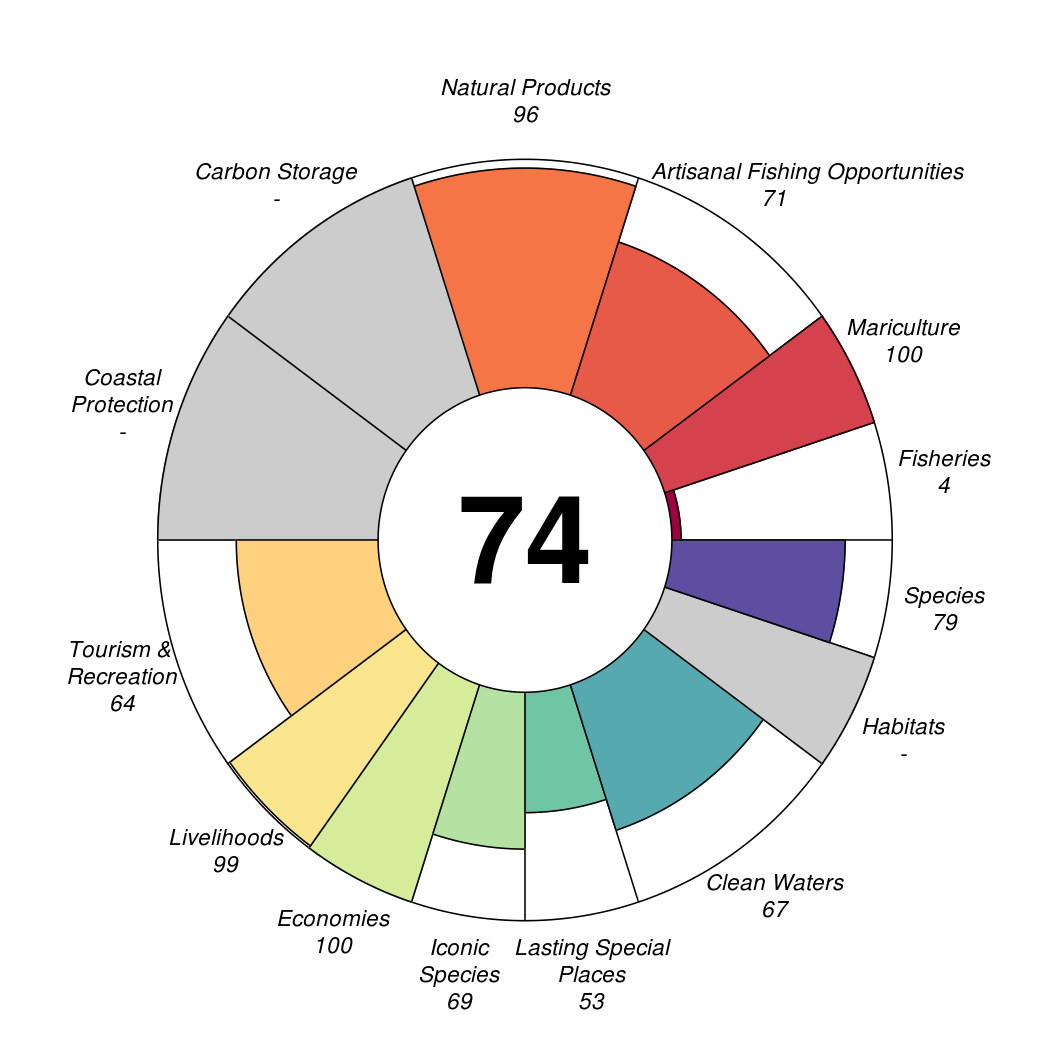 Natural Products
96
Artisanal Fishing Opportunities
71
Mariculture
100
Fisheries
4
Species
79
Habitats
-
Clean Waters
67
Lasting Special
Places
53
Iconic
Species
69
Economies
100
Livelihoods
99
Tourism &
Recreation
64
Coastal
Protection
-
Carbon Storage
-
74